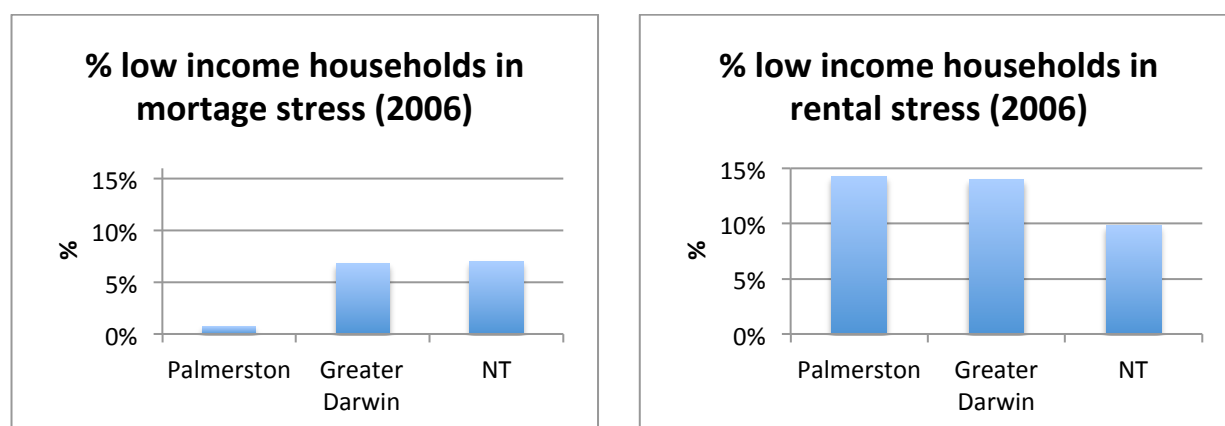 % low income households in
mortage stress (2006)
15%
10%
5%
0%
%
Palmerston Greater NT
Darwin
% low income households in
rental stress (2006)
15%
10%
5%
0%
%
Palmerston Greater NT
Darwin